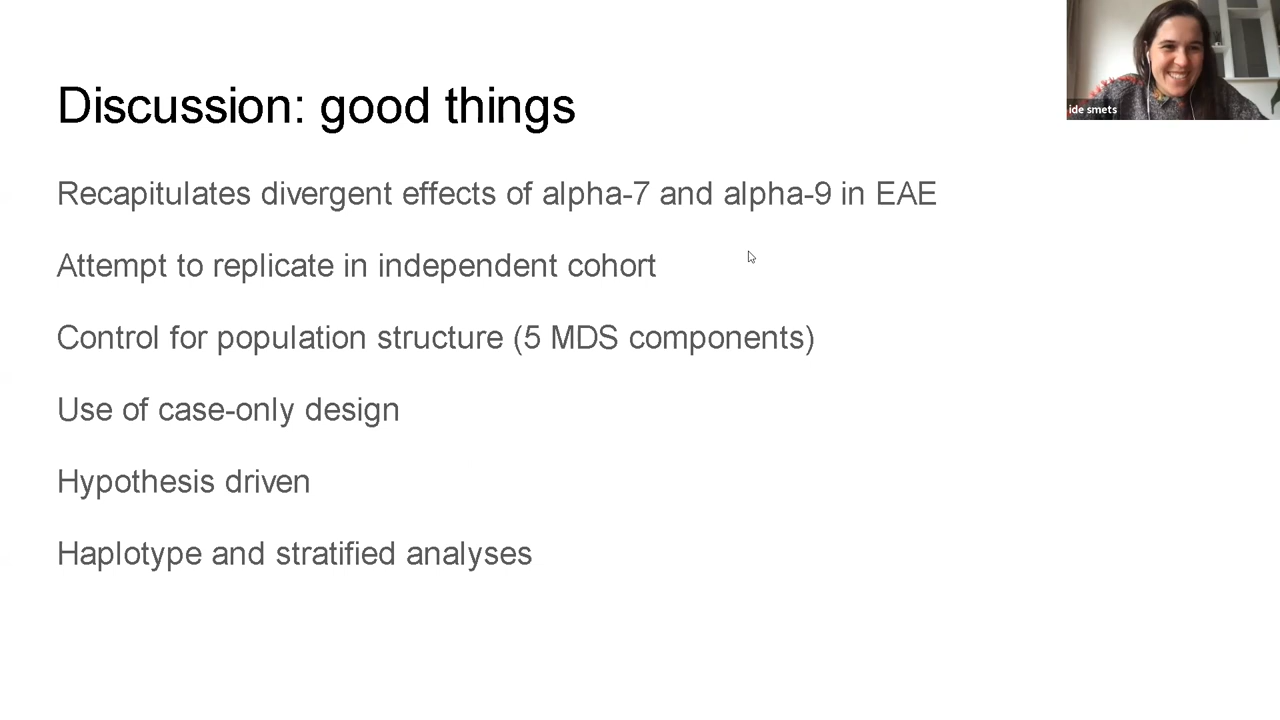 Discussion: good things
ide smets
Recapitulates divergent effects of alpha-7 and alpha-9 in EAE
Attempt to replicate in independent cohort
Control for population structure (5 MDS components)
Use of case-only design
Hypothesis driven
Haplotype and stratified analyses